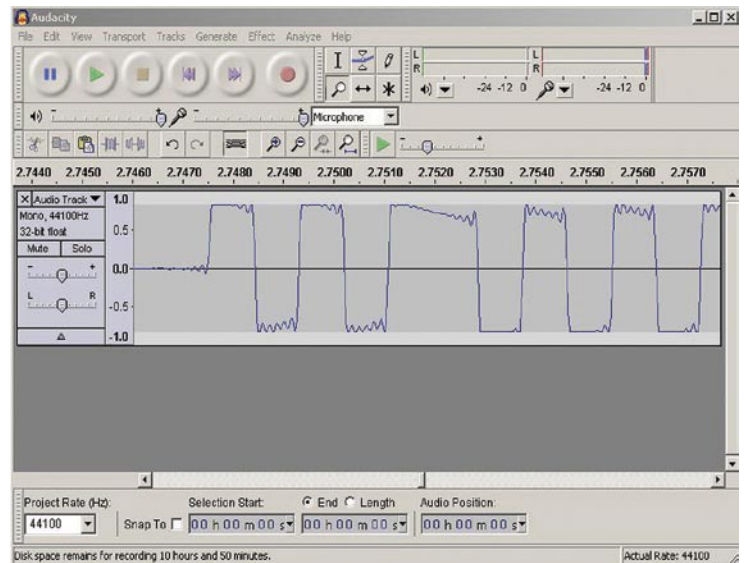 Audacity
File Edit View Transport Tracks Generate Effect Analyze Help
L
R
L
R
-24 -12 0
-24 -12 0
Microphone
2.7440 2.7450 2.7460 2.7470 2.7480 2.7490 2.7500 2.7510 2.7520 2.7530 2.7540 2.7550 2.7560 2.7570
Audio Track
Mono, 44100Hz
32-bit float
Mute Solo
- +
L R
1.0
0.5
0.0
-0.5
-1.0
Project Rate (Hz):
44100
Snap To
Selection Start:
End Length
Audio Position:
00 h 00 m 00 s
00 h 00 m 00 s
00 h 00 m 00 s
Disk space remains for recording 10 hours and 50 minutes.
Actual Rate: 44100